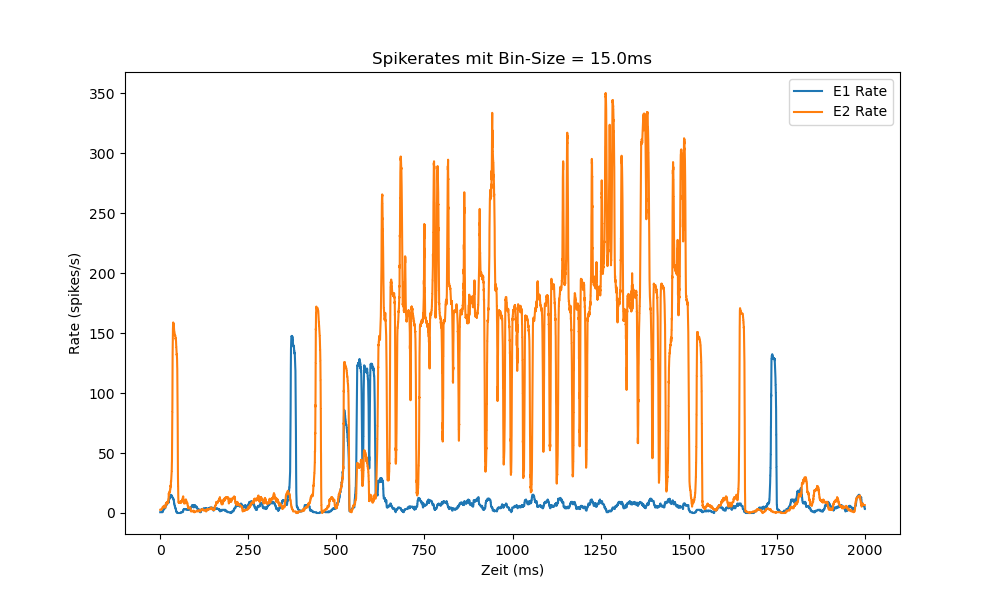 Spikerates mit Bin-Size = 15.0ms
E1 Rate
E2 Rate
Rate (spikes/s)
350
300
250
200
150
100
50
0
0 250 500 750 1000 1250 1500 1750 2000
Zeit (ms)